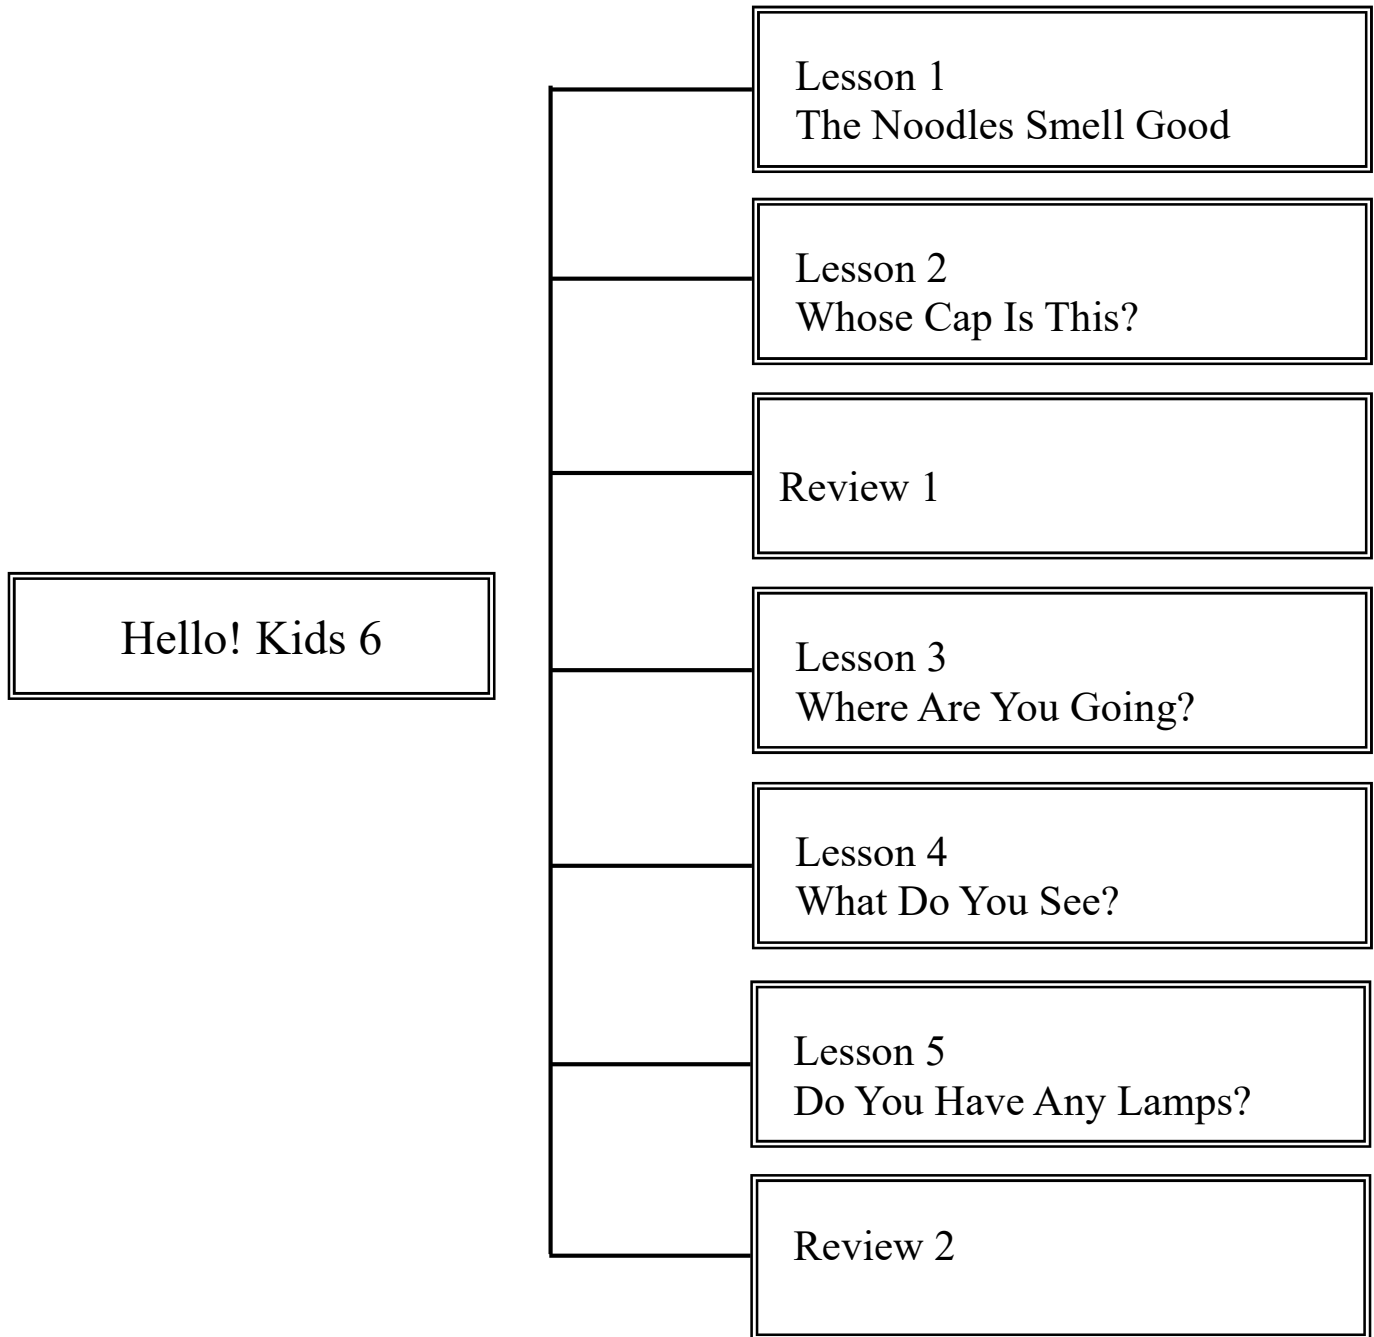 Hello! Kids 6
Lesson 1
The Noodles Smell Good
Lesson 2
Whose Cap Is This?
Review 1
Lesson 3
Where Are You Going?
Lesson 4
What Do You See?
Lesson 5
Do You Have Any Lamps?
Review 2